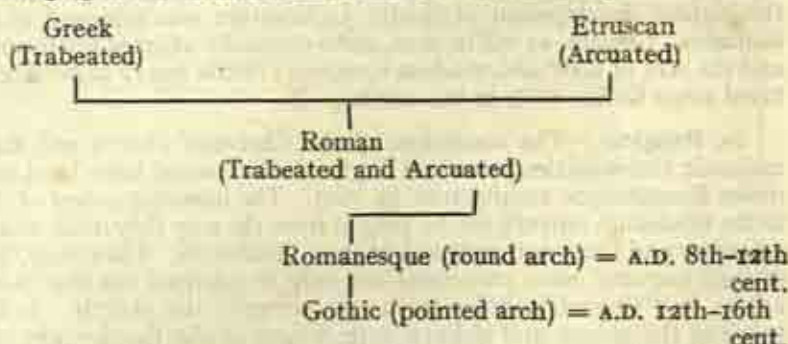 Greek Etruscan
(Trabeated) (Arcuated)
Roman
(Trabeated and Arcuated)
Romanesque (round arch) = A.D. 8th–12th
cent.
Gothic (pointed arch) = A.D. 12th–16th
cent.